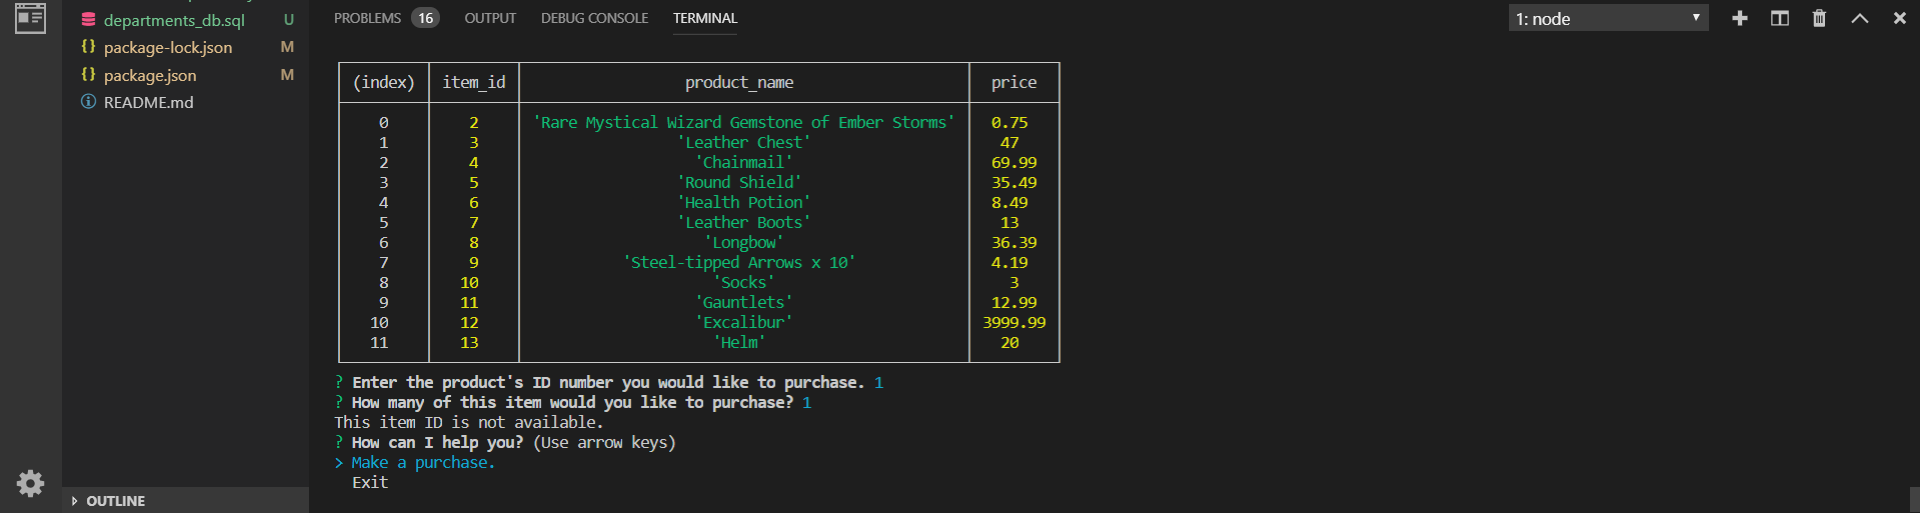 departments_db.sql U
{} package-lock.json M
{} package.json M
README.md
OUTLINE
PROBLEMS 16 OUTPUT DEBUG CONSOLE TERMINAL 1: node
(index) item_id product_name price
0 2 'Rare Mystical Wizard Gemstone of Ember Storms' 0.75
1 3 'Leather Chest' 47
2 4 'Chainmail' 69.99
3 5 'Round Shield' 35.49
4 6 'Health Potion' 8.49
5 7 'Leather Boots' 13
6 8 'Longbow' 36.39
7 9 'Steel-tipped Arrows x 10' 4.19
8 10 'Socks' 3
9 11 'Gauntlets' 12.99
10 12 'Excalibur' 3999.99
11 13 'Helm' 20
? Enter the product's ID number you would like to purchase. 1
? How many of this item would you like to purchase? 1
This item ID is not available.
? How can I help you? (Use arrow keys)
> Make a purchase.
Exit